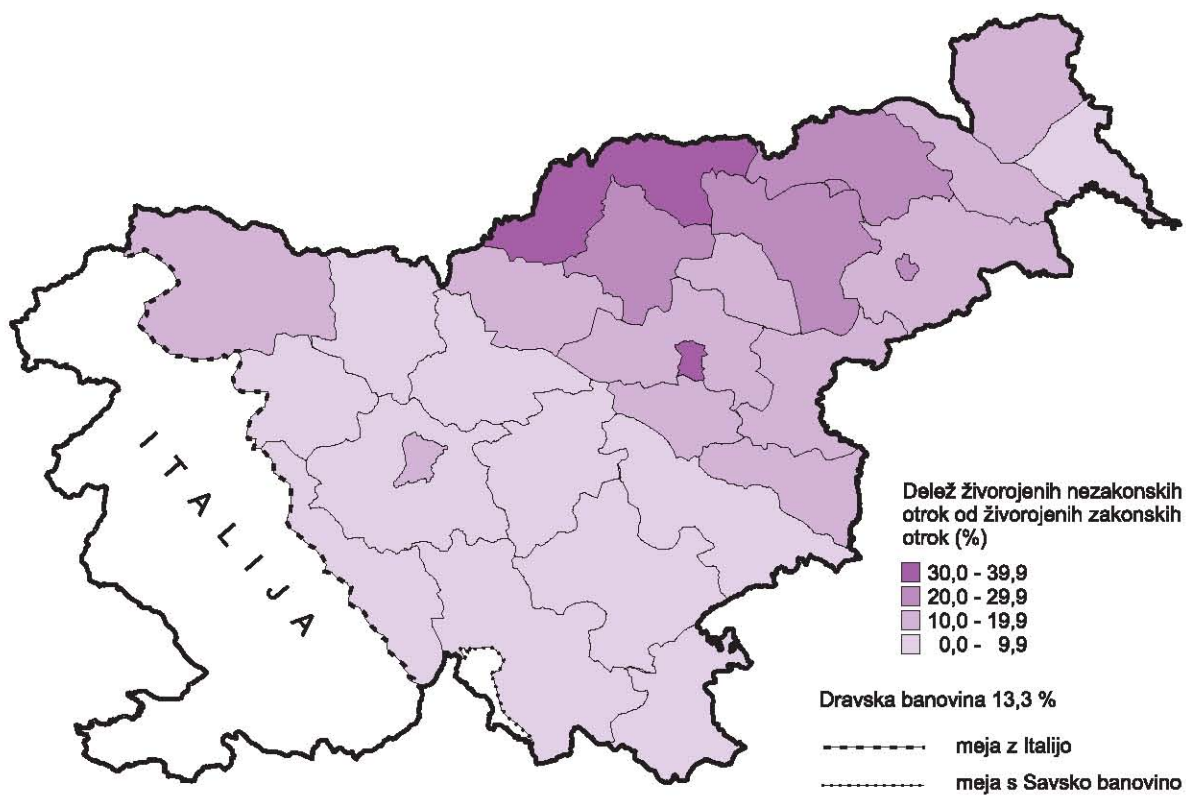 ITALIJA
Delež živorojenih nezakonskih
otrok od živorojenih zakonskih
otrok (%)
30,0 - 39,9
20,0 - 29,9
10,0 - 19,9
0,0 - 9,9
Dravska banovina 13,3 %
meja z Italijo
meja s Savsko banovino